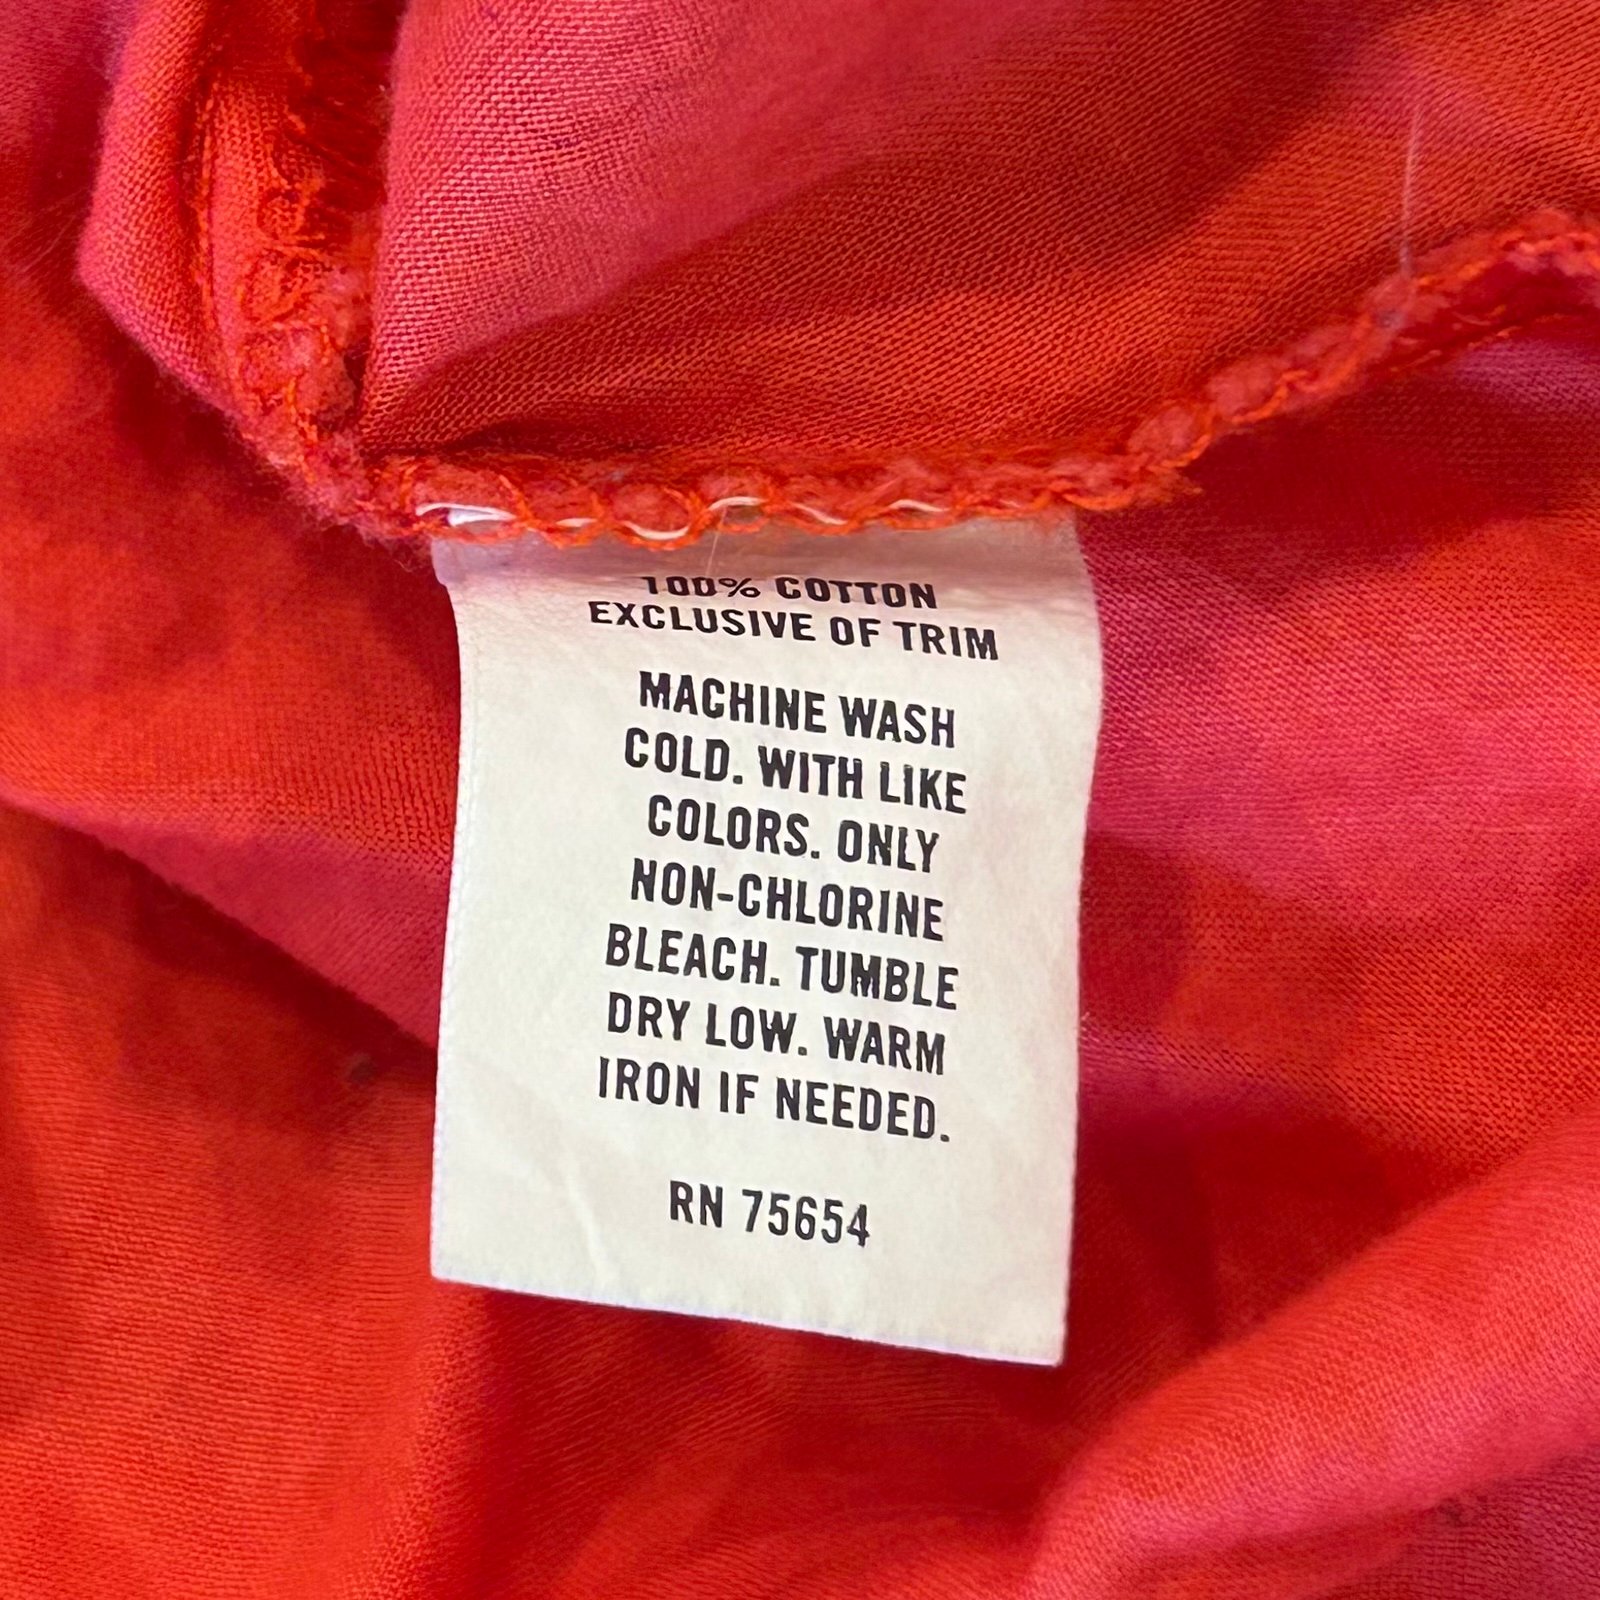 100% COTTON
EXCLUSIVE OF TRIM
MACHINE WASH
COLD. WITH LIKE
COLORS. ONLY
NON-CHLORINE
BLEACH. TUMBLE
DRY LOW. WARM
IRON IF NEEDED.
RN 75654